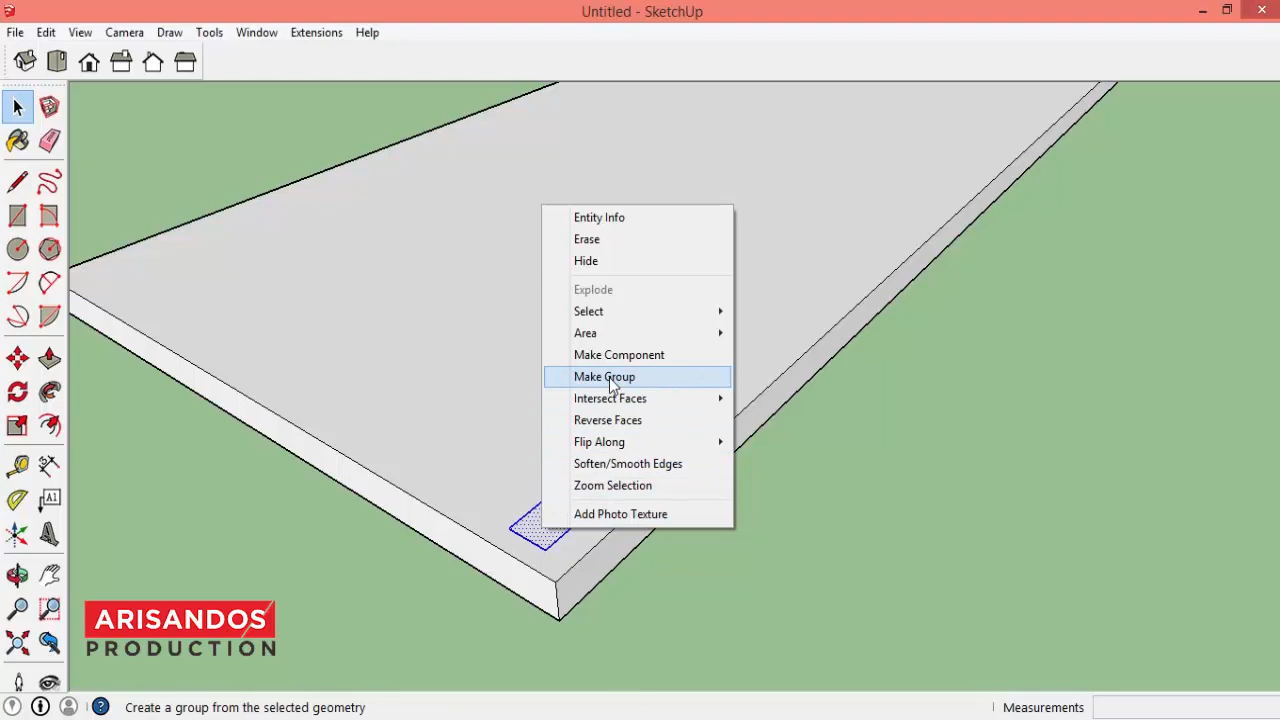 Untitled - SketchUp
File Edit View Camera Draw Tools Window Extensions Help
Entity Info
Erase
Hide
Explode
Select
Area
Make Component
Make Group
Intersect Faces
Reverse Faces
Flip Along
Soften/Smooth Edges
Zoom Selection
Add Photo Texture
A1
ARISANDOS
PRODUCTION
Create a group from the selected geometry
Measurements